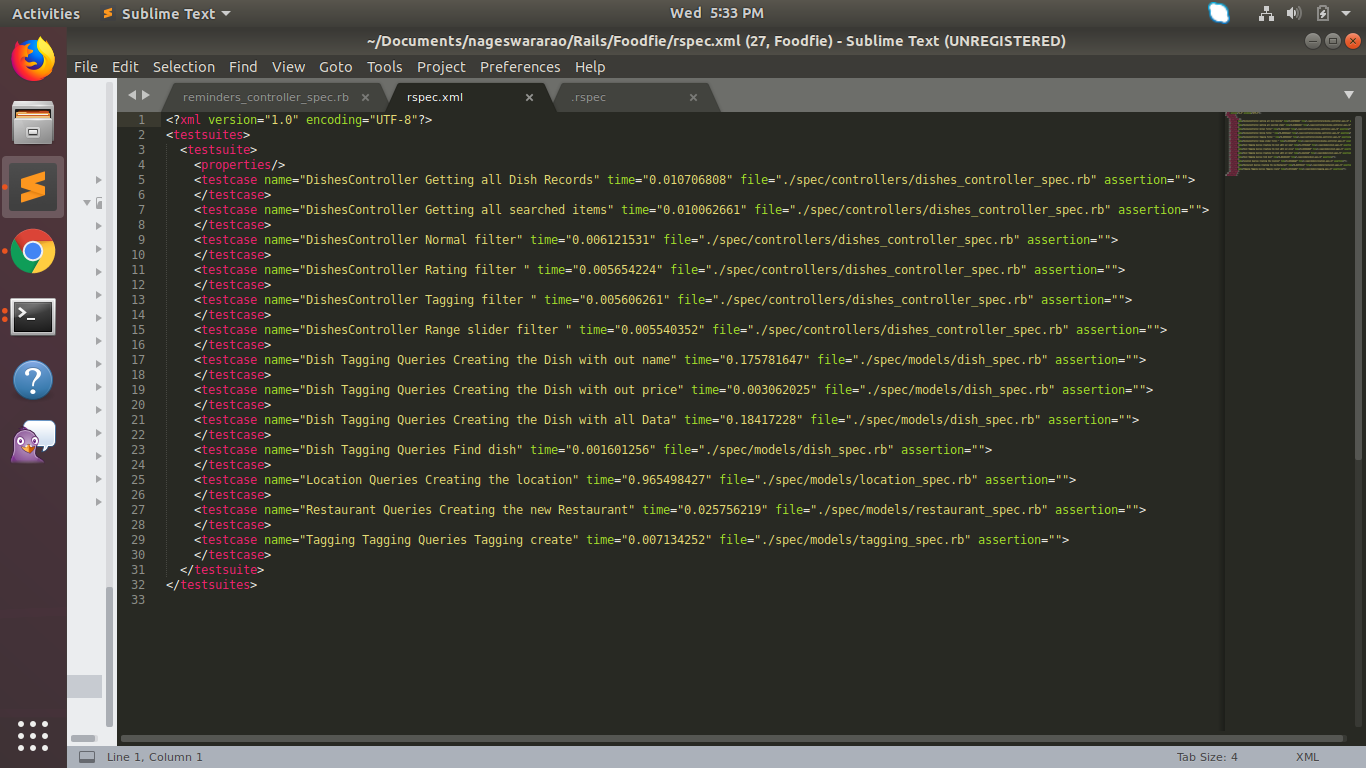 Activities Sublime Text Wed 5:33 PM
~/Documents/nageswararao/Rails/Foodfie/rspec.xml (27, Foodfie) - Sublime Text (UNREGISTERED)
File Edit Selection Find View Goto Tools Project Preferences Help
reminders_controller_spec.rb rspec.xml .rspec
1 <?xml version="1.0" encoding="UTF-8"?>
2 <testsuites>
3 <testsuite>
4 <properties/>
5 <testcase name="DishesController Getting all Dish Records" time="0.010706808" file="./spec/controllers/dishes_controller_spec.rb" assertion="">
6 </testcase>
7 <testcase name="DishesController Getting all searched items" time="0.010062661" file="./spec/controllers/dishes_controller_spec.rb" assertion="">
8 </testcase>
9 <testcase name="DishesController Normal filter" time="0.006121531" file="./spec/controllers/dishes_controller_spec.rb" assertion="">
10 </testcase>
11 <testcase name="DishesController Rating filter " time="0.005654224" file="./spec/controllers/dishes_controller_spec.rb" assertion="">
12 </testcase>
13 <testcase name="DishesController Tagging filter " time="0.005606261" file="./spec/controllers/dishes_controller_spec.rb" assertion="">
14 </testcase>
15 <testcase name="DishesController Range slider filter " time="0.005540352" file="./spec/controllers/dishes_controller_spec.rb" assertion="">
16 </testcase>
17 <testcase name="Dish Tagging Queries Creating the Dish with out name" time="0.175781647" file="./spec/models/dish_spec.rb" assertion="">
18 </testcase>
19 <testcase name="Dish Tagging Queries Creating the Dish with out price" time="0.003062025" file="./spec/models/dish_spec.rb" assertion="">
20 </testcase>
21 <testcase name="Dish Tagging Queries Creating the Dish with all Data" time="0.18417228" file="./spec/models/dish_spec.rb" assertion="">
22 </testcase>
23 <testcase name="Dish Tagging Queries Find dish" time="0.001601256" file="./spec/models/dish_spec.rb" assertion="">
24 </testcase>
25 <testcase name="Location Queries Creating the location" time="0.965498427" file="./spec/models/location_spec.rb" assertion="">
26 </testcase>
27 <testcase name="Restaurant Queries Creating the new Restaurant" time="0.025756219" file="./spec/models/restaurant_spec.rb" assertion="">
28 </testcase>
29 <testcase name="Tagging Tagging Queries Tagging create" time="0.007134252" file="./spec/models/tagging_spec.rb" assertion="">
30 </testcase>
31 </testsuite>
32 </testsuites>
33
Line 1, Column 1 Tab Size: 4 XML